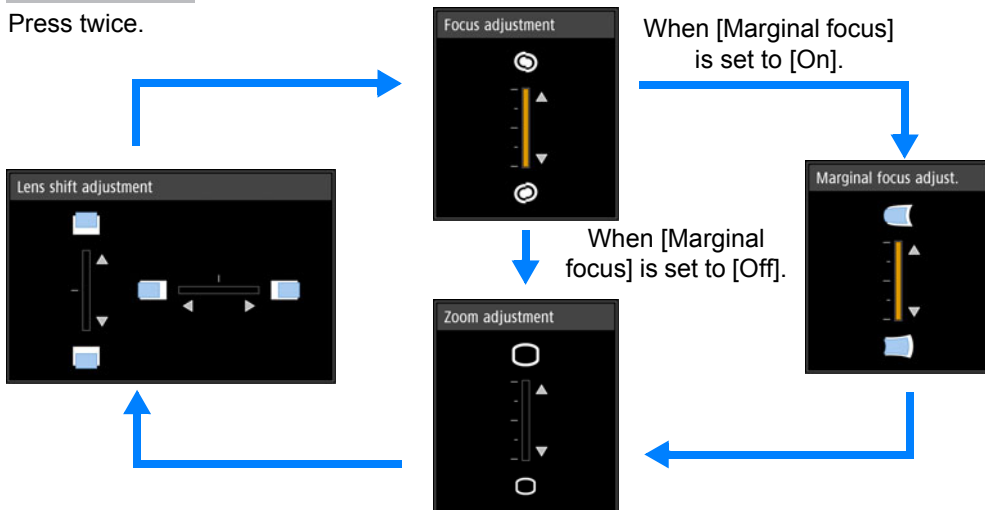 Press twice.
Focus adjustment
When [Marginal focus]
is set to [On].
Lens shift adjustment
Marginal focus adjust.
When [Marginal
focus] is set to [Off].
Zoom adjustment